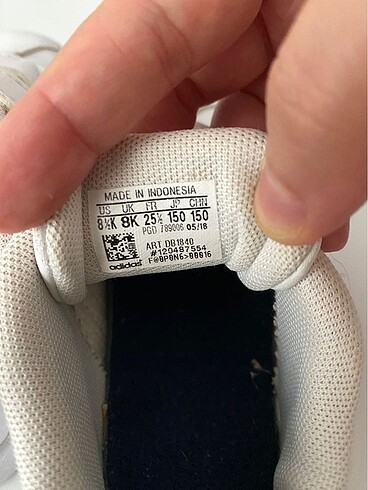 MADE IN INDONESIA
US UK FR JP CHN
8½K 8K 25½ 150 150
PGD 789006 05/18
ART DB1840
#120487554
adidas